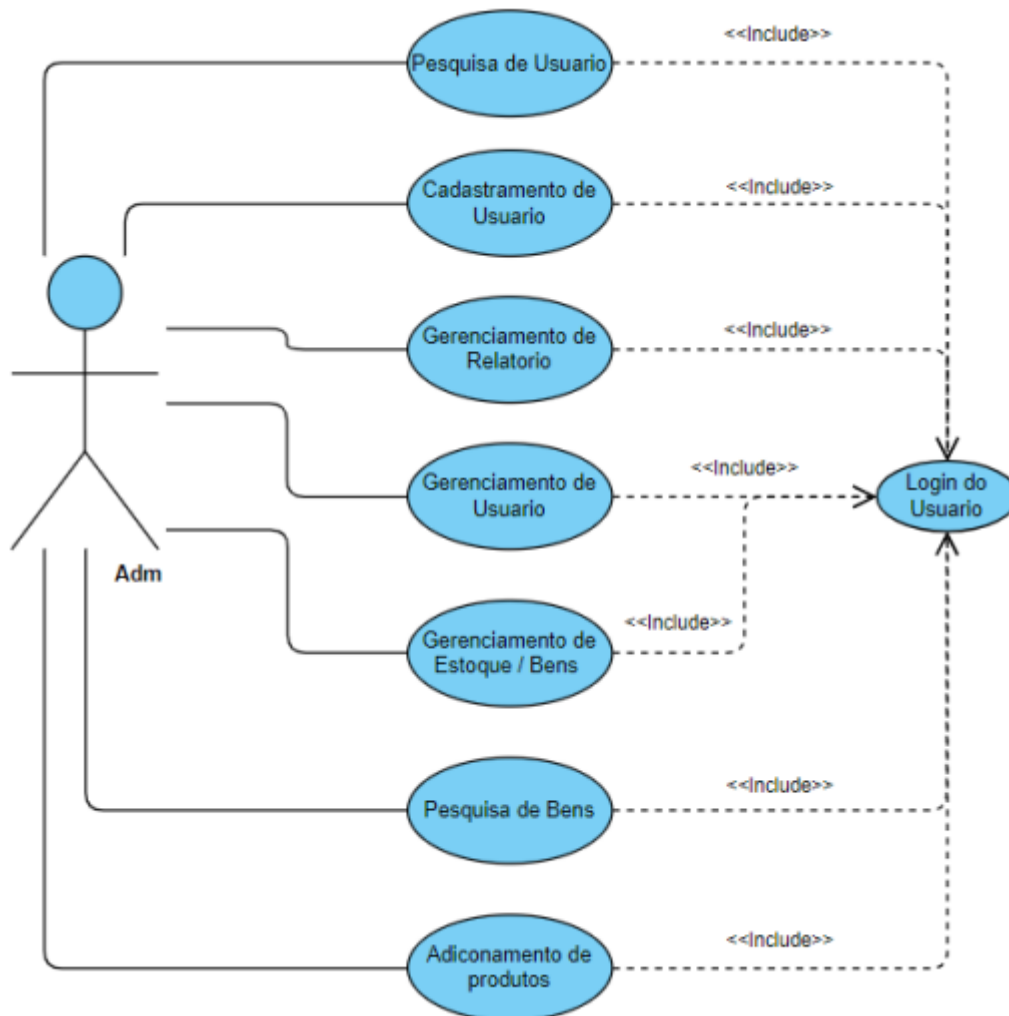 <<Include>>
Pesquisa de Usuario
<<Include>>
Cadastramento de
Usuario
<<Include>>
Gerenciamento de
Relatorio
<<Include>>
Gerenciamento de
Usuario
Login do
Usuario
Adm
<<Include>>
Gerenciamento de
Estoque / Bens
<<Include>>
Pesquisa de Bens
<<Include>>
Adiconamento de
produtos